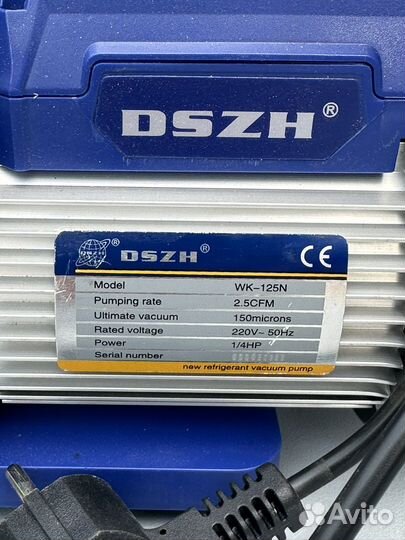 DSZH ®
® DSZH ® CE
Model WK-125N
Pumping rate 2.5CFM
Ultimate vacuum 150microns
Rated voltage 220V~ 50Hz
Power 1/4HP
Serial number
new refrigerant vacuum pump
Avito